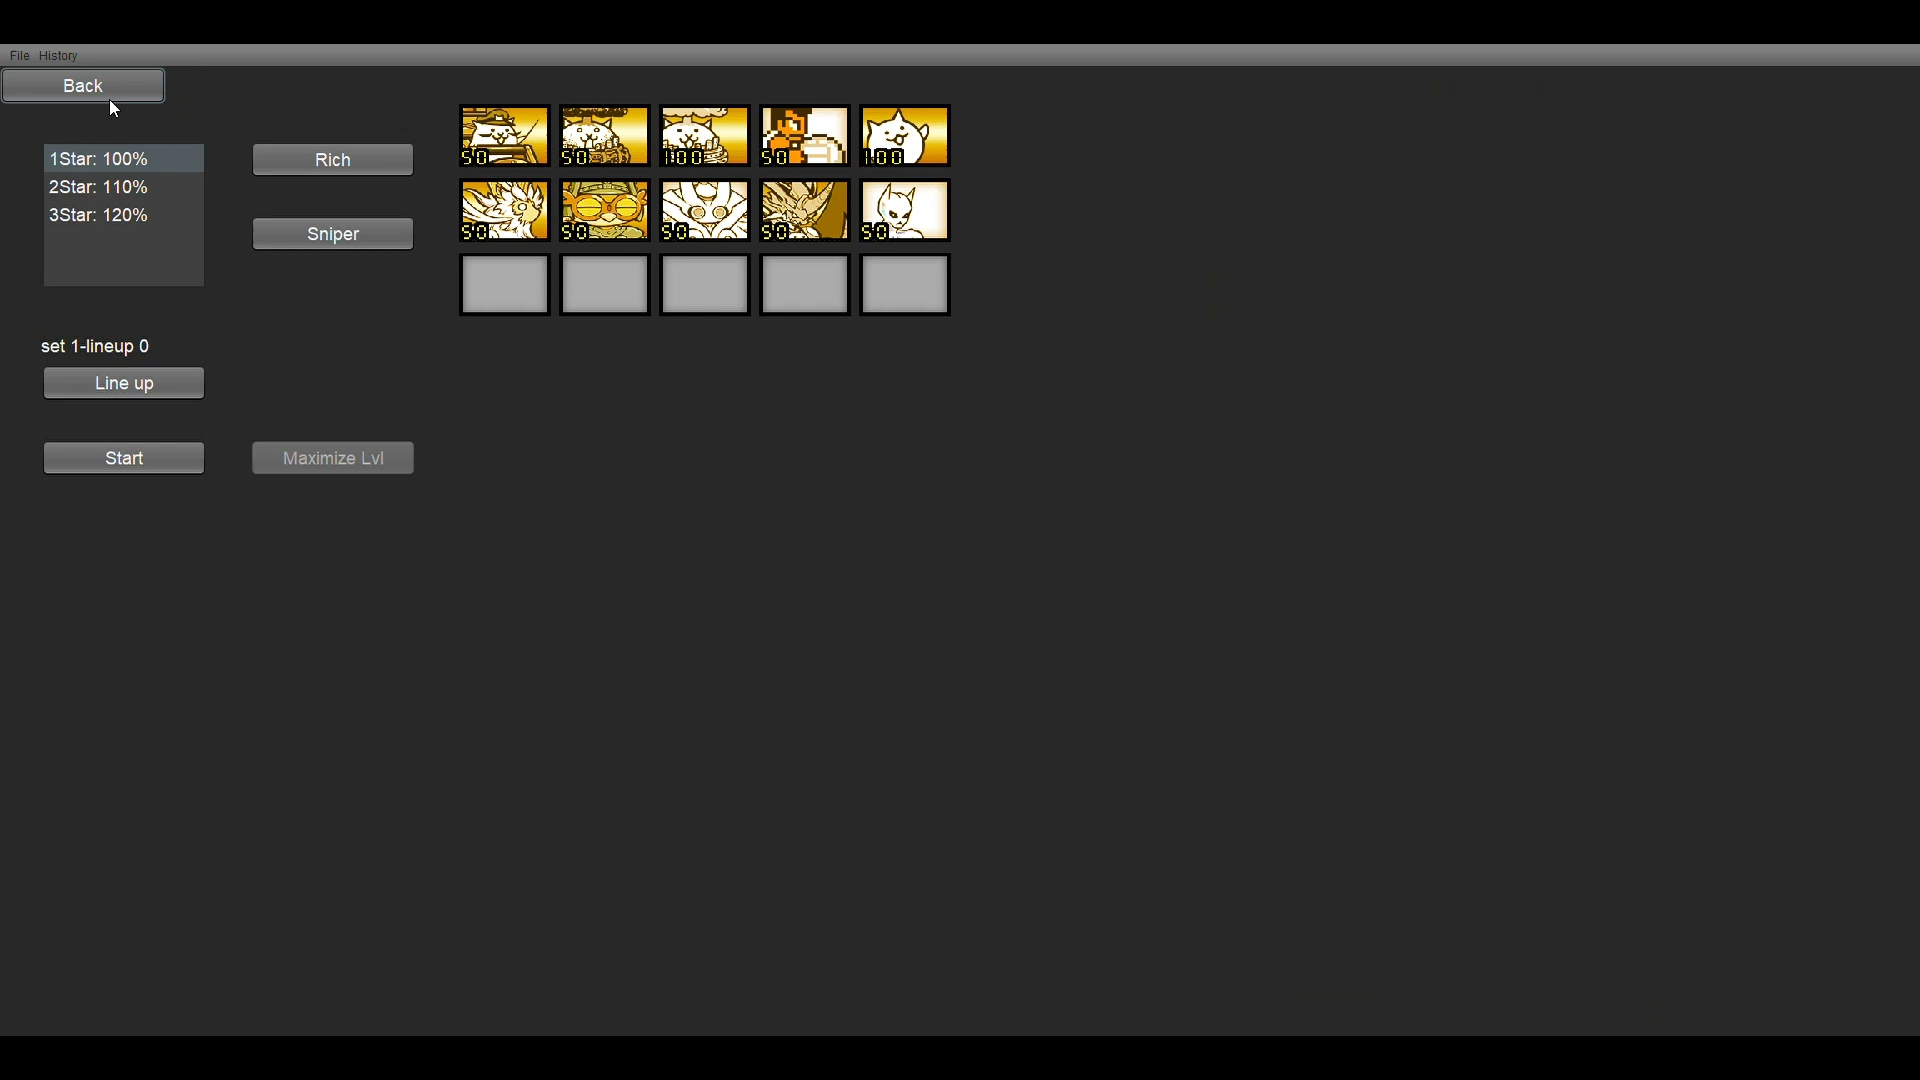 File History
Back
1Star: 100%
2Star: 110%
3Star: 120%
Rich
Sniper
50 50 100 50 100
50 50 50 50 50
set 1-lineup 0
Line up
Start
Maximize Lvl